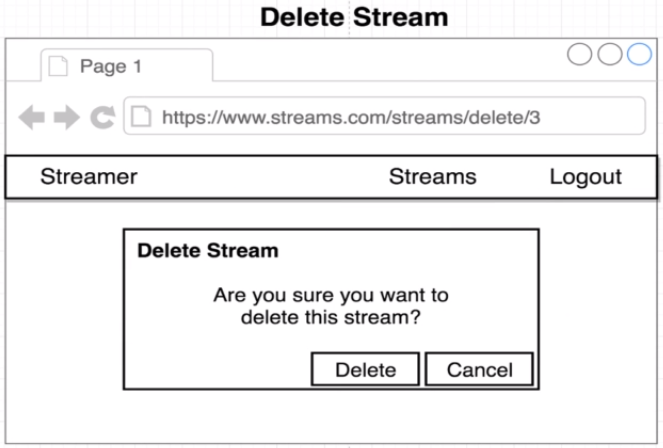 Delete Stream
Page 1
https://www.streams.com/streams/delete/3
Streamer Streams Logout
Delete Stream
Are you sure you want to
delete this stream?
Delete Cancel